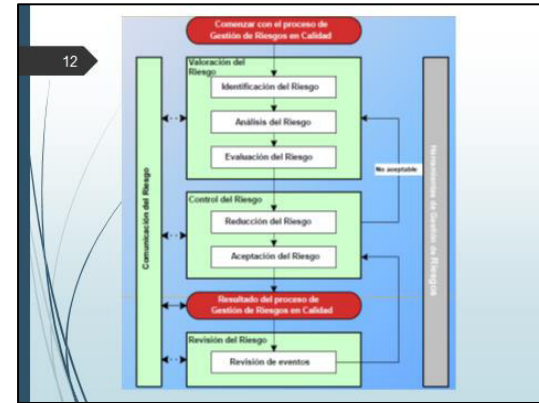 12
Comenzar con el proceso de
Gestión de Riesgos en Calidad
Valoración del
Riesgo
Identificación del Riesgo
Análisis del Riesgo
Evaluación del Riesgo
No aceptable
Control del Riesgo
Reducción del Riesgo
Aceptación del Riesgo
Resultado del proceso de
Gestión de Riesgos en Calidad
Revisión del Riesgo
Revisión de eventos
Comunicación del Riesgo
Herramientas de Gestión de Riesgos